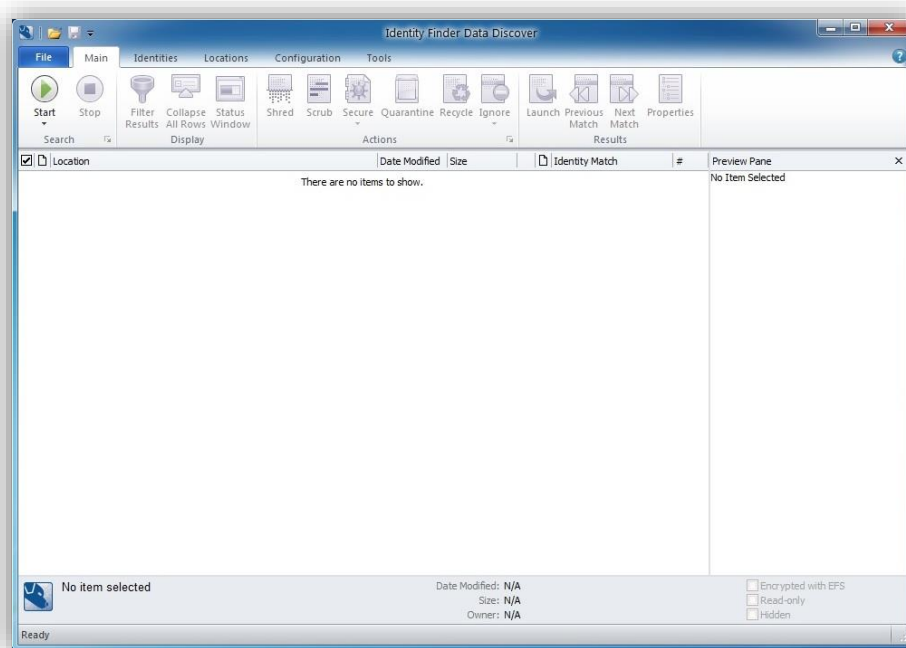 Identity Finder Data Discover
File Main Identities Locations Configuration Tools
Start Stop Filter Results Collapse All Rows Status Window Shred Scrub Secure Quarantine Recycle Ignore Launch Previous Match Next Match Properties
Search Display Actions Results
Location Date Modified Size Identity Match # Preview Pane
There are no items to show. No Item Selected
No item selected Date Modified: N/A Encrypted with EFS
Size: N/A Read-only
Owner: N/A Hidden
Ready